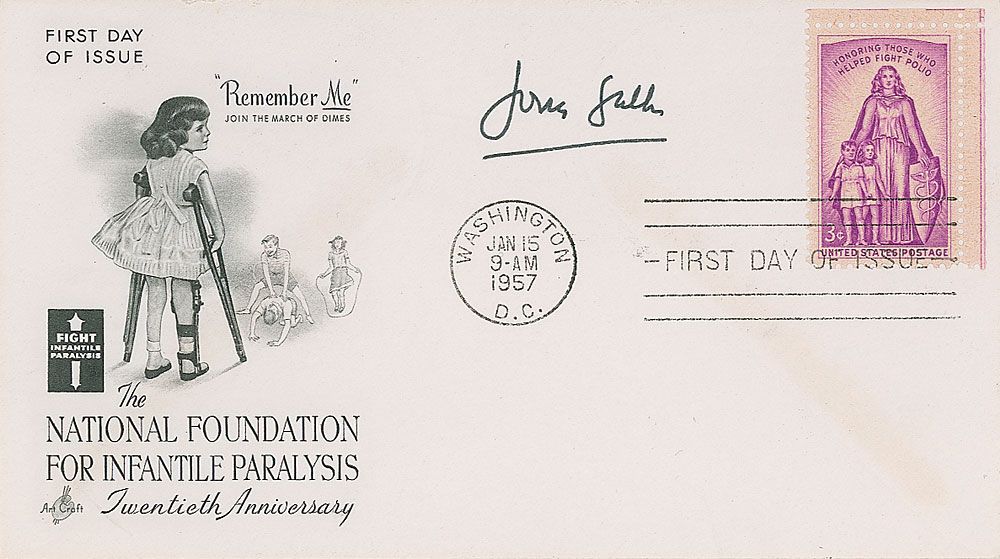 FIRST DAY
OF ISSUE
"Remember Me"
JOIN THE MARCH OF DIMES
Jonas Salk
HONORING THOSE WHO
HELPED FIGHT POLIO
3¢
UNITED STATES POSTAGE
WASHINGTON
JAN 15
9-AM
1957
D.C.
FIRST DAY OF ISSUE
FIGHT
INFANTILE
PARALYSIS
The
NATIONAL FOUNDATION
FOR INFANTILE PARALYSIS
Art Craft
Twentieth Anniversary